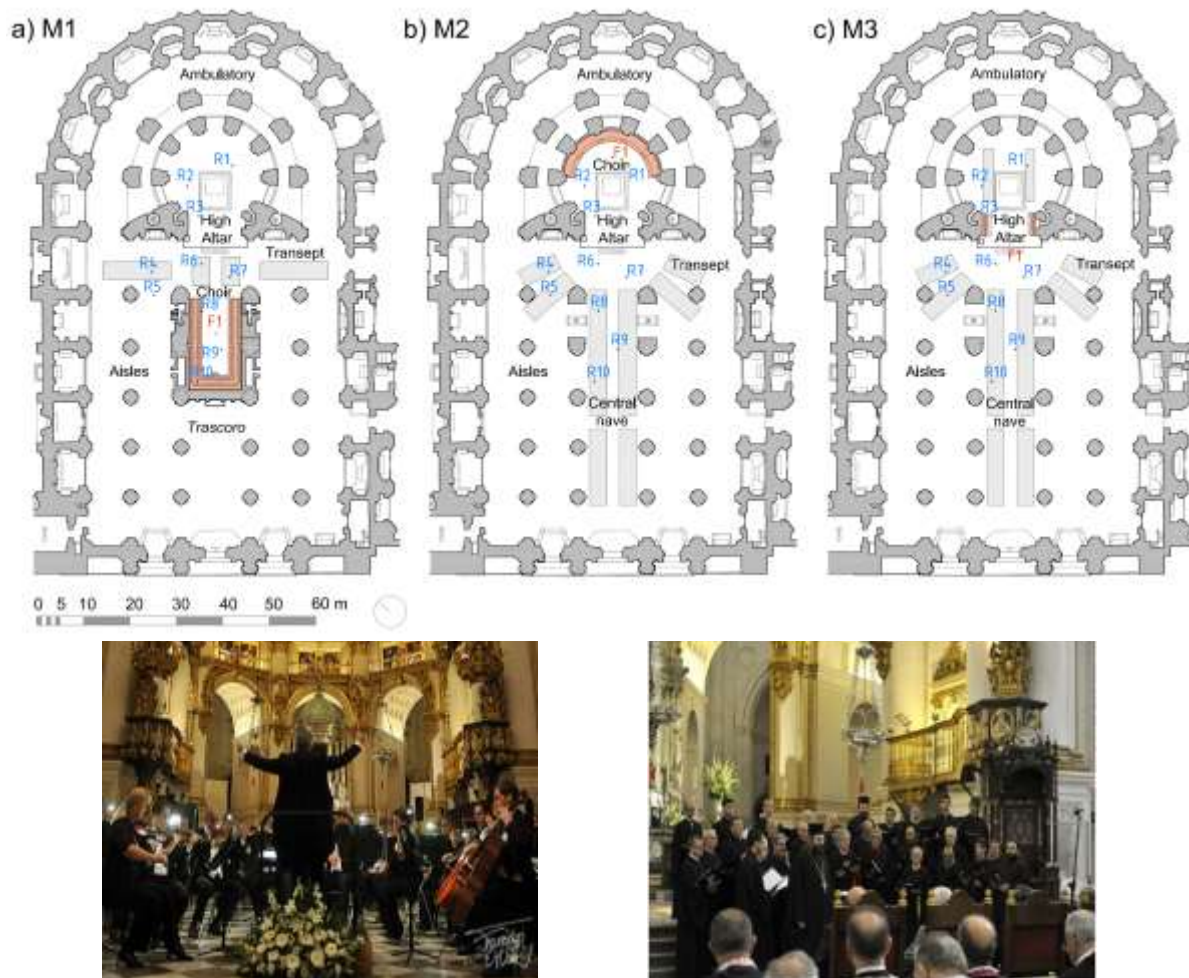 a) M1
b) M2
c) M3
Ambulatory
Ambulatory
Ambulatory
R1
R2
R3
High
Altar
Transept
R4
R6
R7
R5
Choir
R8
F1
R9
R10
Aisles
Trascoro
F1
Choir
R2
R1
R3
High
Altar
R4
R6
R7
Transept
R5
R8
R9
Aisles
R10
Central
nave
R1
R2
R3
High
Altar
F1
R4
R6
R7
Transept
R5
R8
R9
Aisles
R10
Central
nave
0 5 10 20 30 40 50 60 m